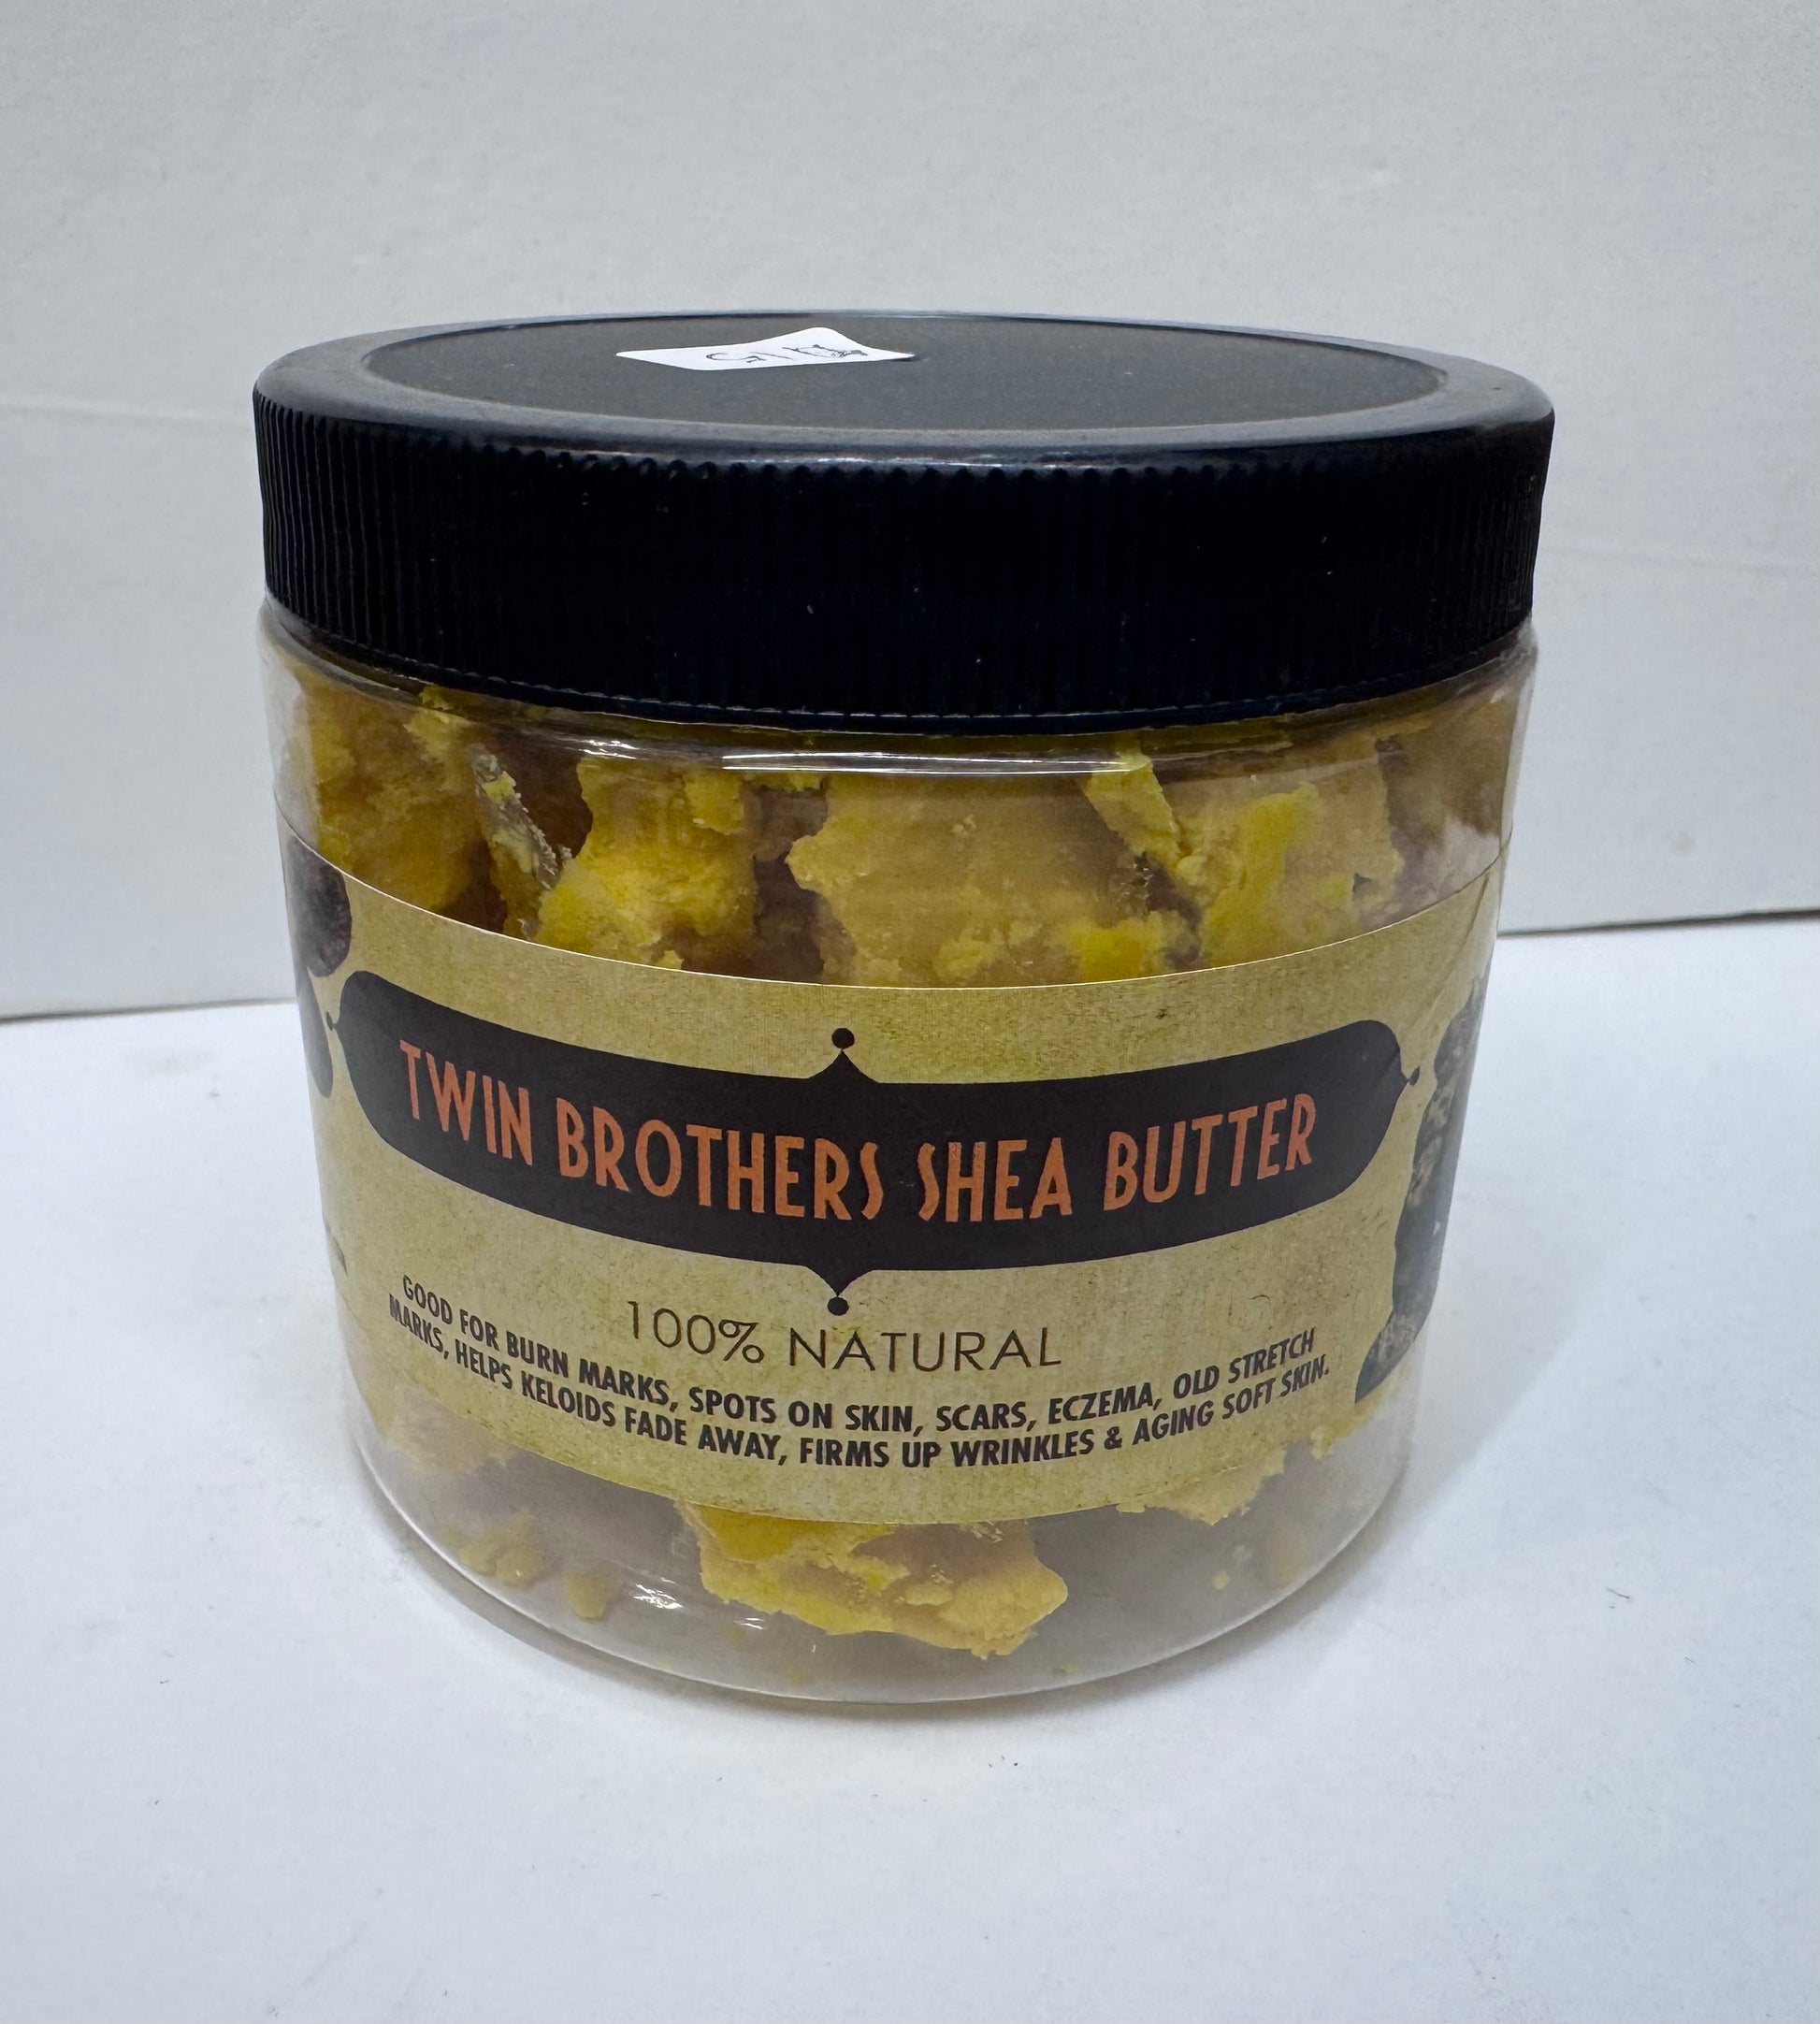 TWIN BROTHERS SHEA BUTTER
100% NATURAL
GOOD FOR BURN MARKS, SPOTS ON SKIN, SCARS, ECZEMA, OLD STRETCH
MARKS, HELPS KELOIDS FADE AWAY, FIRMS UP WRINKLES & AGING SOFT SKIN.